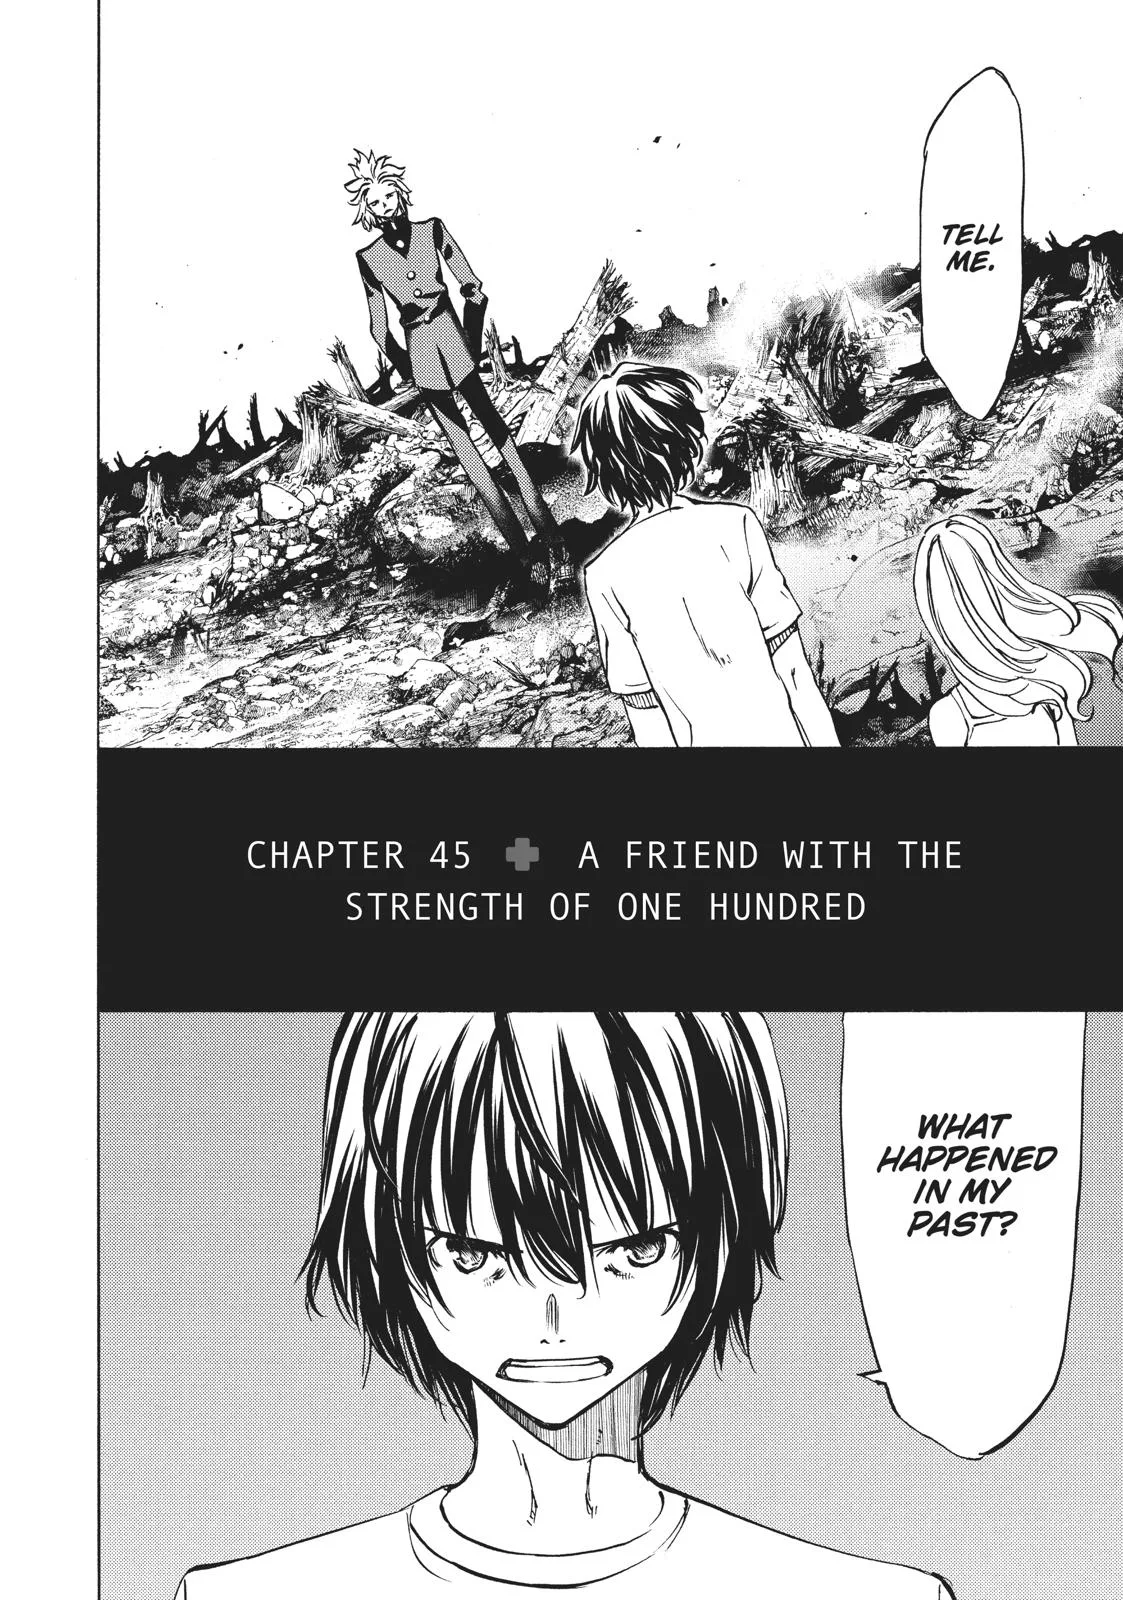 TELL
ME.
CHAPTER 45 ✚ A FRIEND WITH THE
STRENGTH OF ONE HUNDRED
WHAT
HAPPENED
IN MY
PAST?